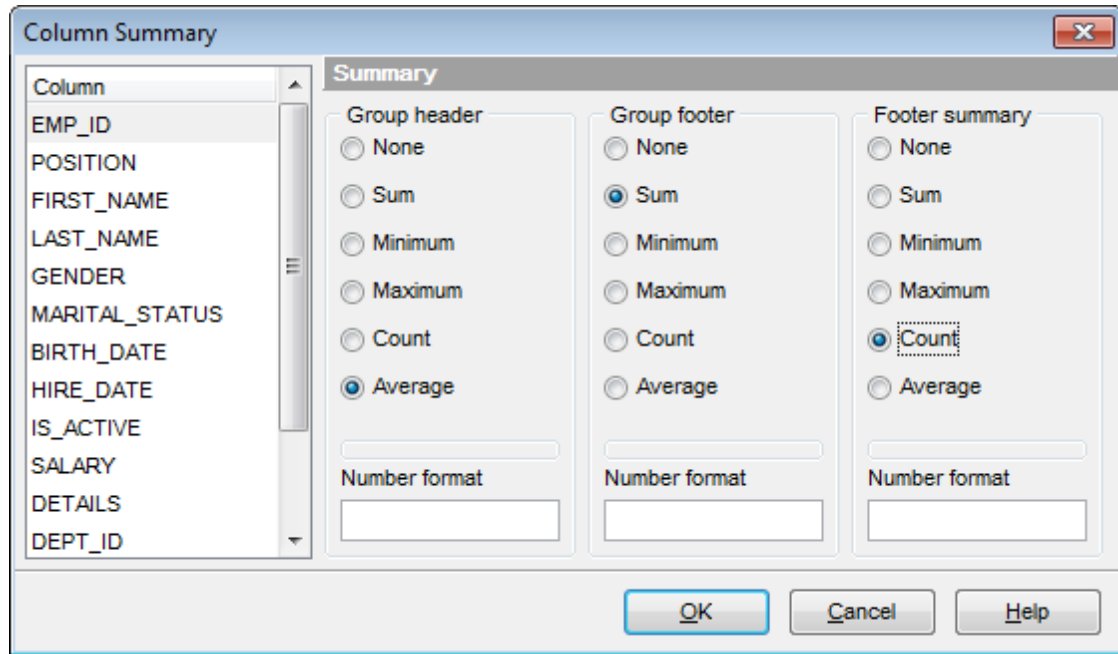 Column Summary
Column
EMP_ID
POSITION
FIRST_NAME
LAST_NAME
GENDER
MARITAL_STATUS
BIRTH_DATE
HIRE_DATE
IS_ACTIVE
SALARY
DETAILS
DEPT_ID
Summary
Group header
None
Sum
Minimum
Maximum
Count
Average
Number format
Group footer
None
Sum
Minimum
Maximum
Count
Average
Number format
Footer summary
None
Sum
Minimum
Maximum
Count
Average
Number format
OK
Cancel
Help